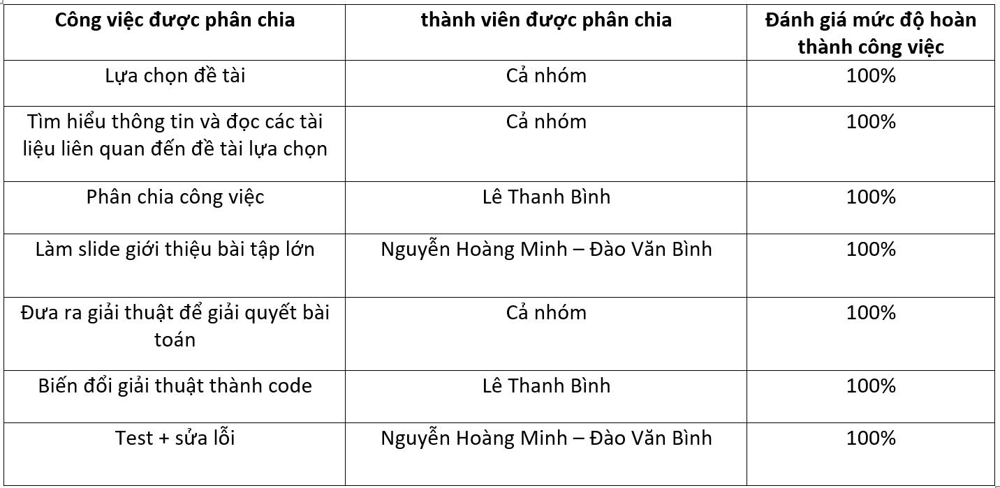 Công việc được phân chia
thành viên được phân chia
Đánh giá mức độ hoàn
thành công việc
Lựa chọn đề tài
Cả nhóm
100%
Tìm hiểu thông tin và đọc các tài
liệu liên quan đến đề tài lựa chọn
Cả nhóm
100%
Phân chia công việc
Lê Thanh Bình
100%
Làm slide giới thiệu bài tập lớn
Nguyễn Hoàng Minh – Đào Văn Bình
100%
Đưa ra giải thuật để giải quyết bài
toán
Cả nhóm
100%
Biến đổi giải thuật thành code
Lê Thanh Bình
100%
Test + sửa lỗi
Nguyễn Hoàng Minh – Đào Văn Bình
100%